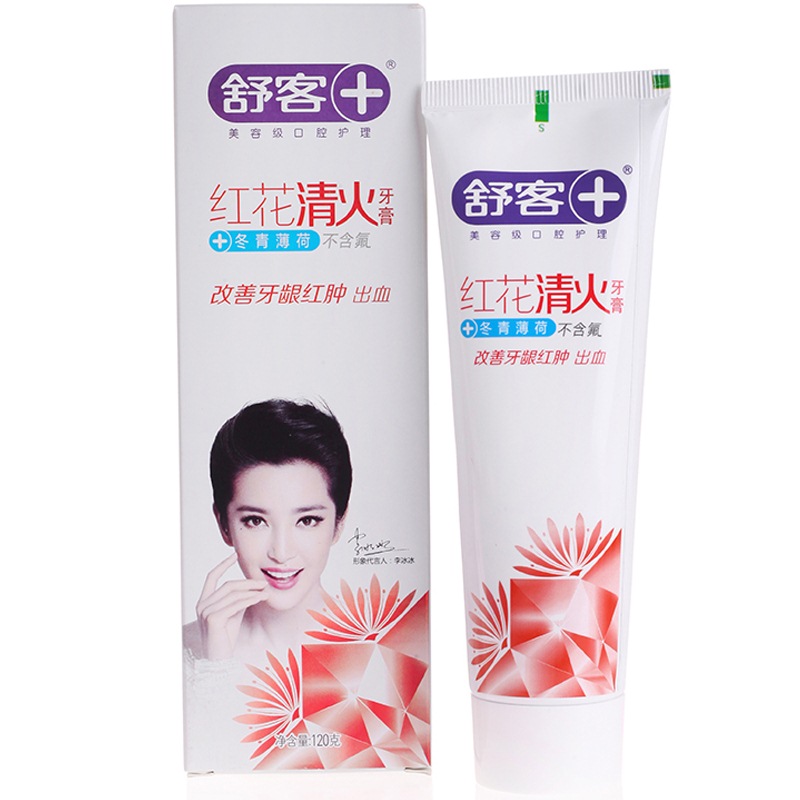 舒客+®
美容级口腔护理
红花清火牙膏
+冬青薄荷 不含氟
改善牙龈红肿 出血
形象代言人：李冰冰
净含量:120克
S
舒客+®
美容级口腔护理
红花清火牙膏
+冬青薄荷 不含氟
改善牙龈红肿 出血